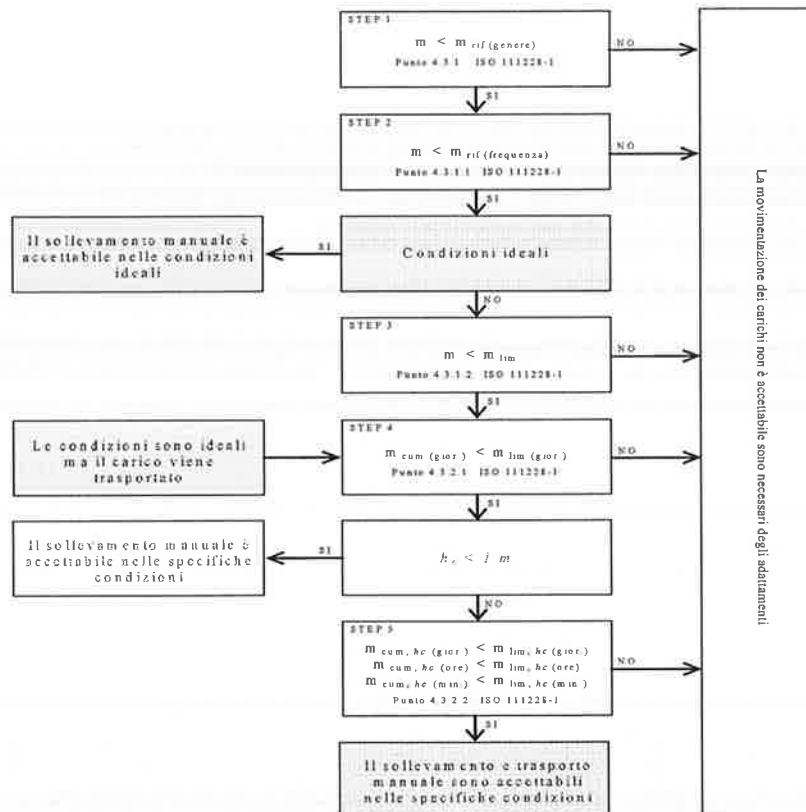 STEP 1
m < m rif (genere)
Punto 4.3.1 ISO 111228-1
NO
SI
STEP 2
m < m rif (frequenza)
Punto 4.3.1.1 ISO 111228-1
NO
SI
Il sollevamento manuale è
accettabile nelle condizioni
ideali
SI
Condizioni ideali
NO
STEP 3
m < m lim
Punto 4.3.1.2 ISO 111228-1
NO
SI
Le condizioni sono ideali
ma il carico viene
trasportato
STEP 4
m cum (gior.) < m lim (gior.)
Punto 4.3.2.1 ISO 111228-1
NO
SI
Il sollevamento manuale è
accettabile nelle specifiche
condizioni
SI
h c < 1 m
NO
STEP 5
m cum, hc (gior.) < m lim, hc (gior.)
m cum, hc (ore) < m lim, hc (ore)
m cum, hc (min.) < m lim, hc (min.)
Punto 4.3.2.2 ISO 111228-1
NO
SI
Il sollevamento e trasporto
manuale sono accettabili
nelle specifiche condizioni
La movimentazione dei carichi non è accettabile sono necessari degli adattamenti